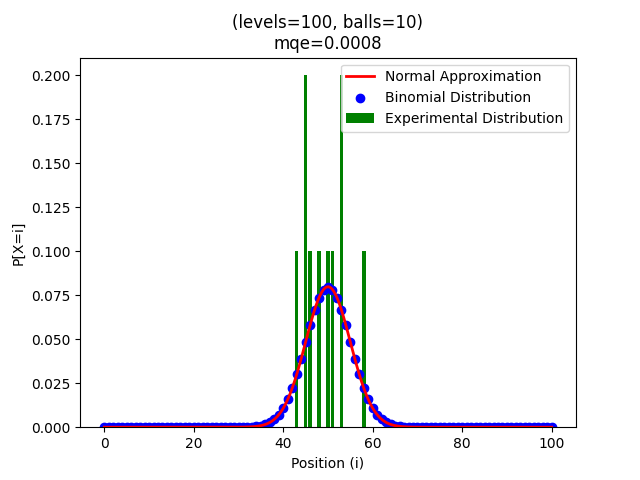 (levels=100, balls=10)
mqe=0.0008
Normal Approximation
Binomial Distribution
Experimental Distribution
0.200
0.175
0.150
0.125
0.100
0.075
0.050
0.025
0.000
P[X=i]
0 20 40 60 80 100
Position (i)